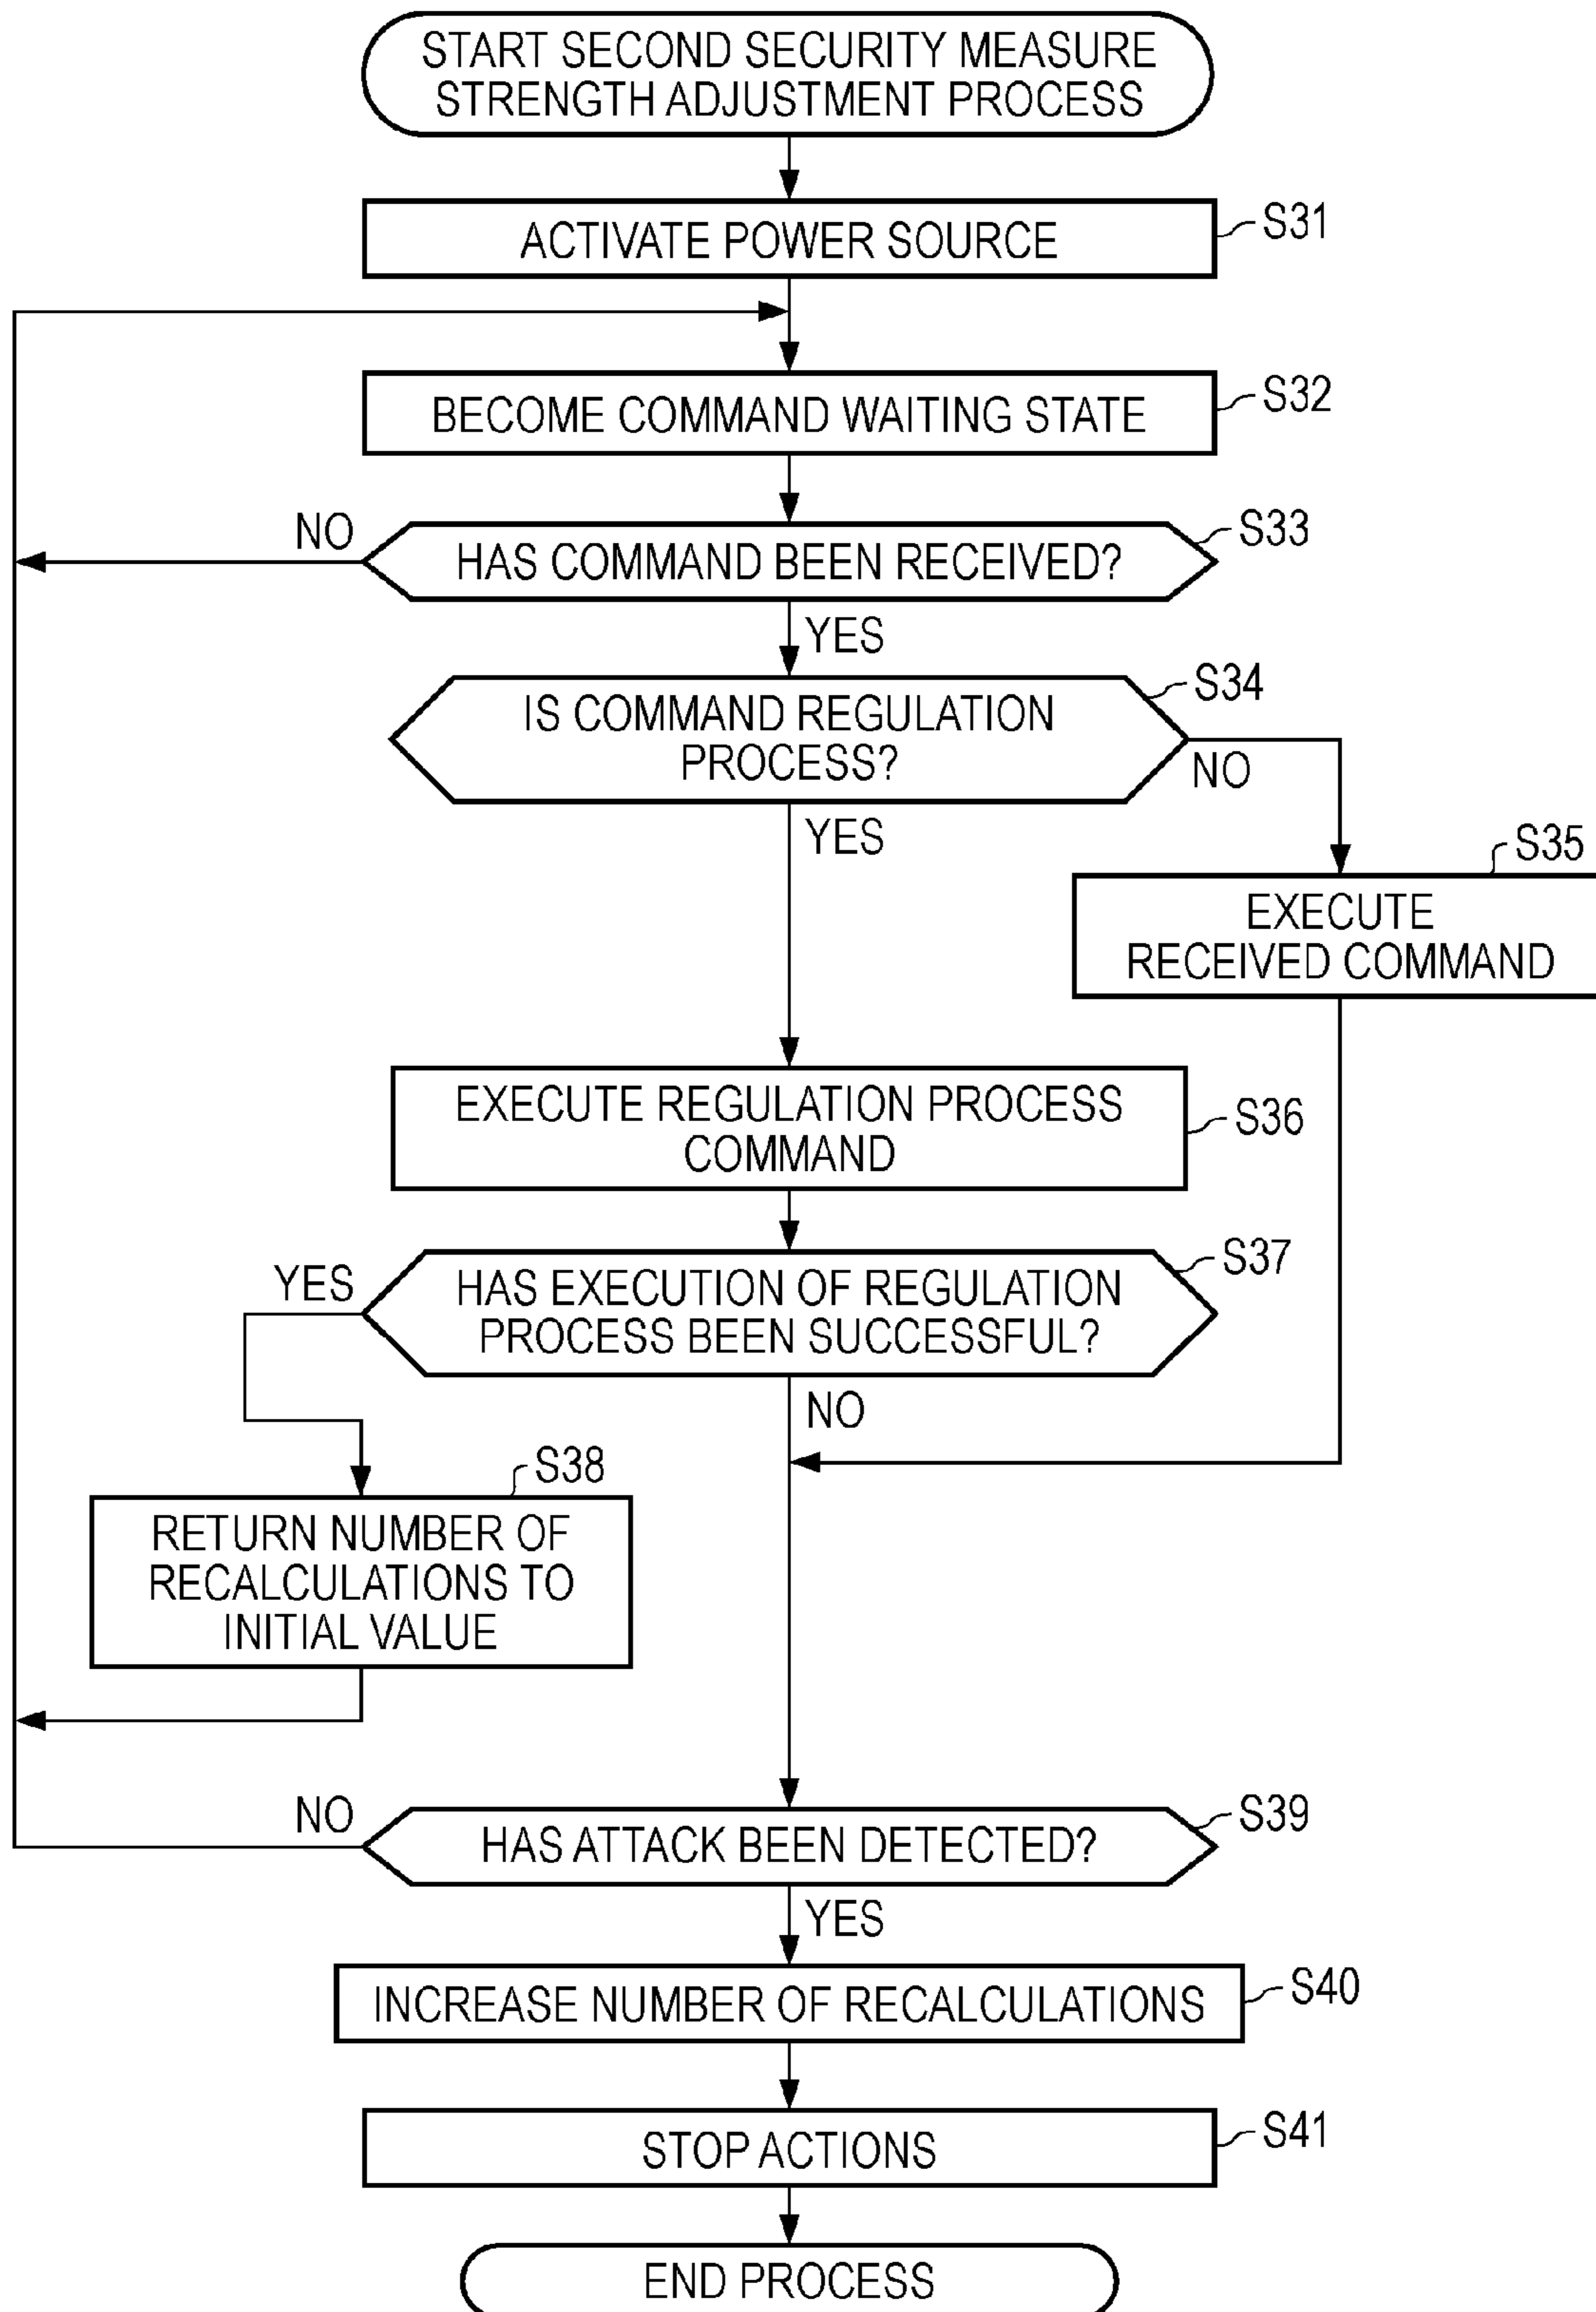 START SECOND SECURITY MEASURE
STRENGTH ADJUSTMENT PROCESS
ACTIVATE POWER SOURCE
S31
BECOME COMMAND WAITING STATE
S32
NO
HAS COMMAND BEEN RECEIVED?
S33
YES
IS COMMAND REGULATION
PROCESS?
S34
NO
YES
S35
EXECUTE
RECEIVED COMMAND
EXECUTE REGULATION PROCESS
COMMAND
S36
YES
HAS EXECUTION OF REGULATION
PROCESS BEEN SUCCESSFUL?
S37
NO
S38
RETURN NUMBER OF
RECALCULATIONS TO
INITIAL VALUE
NO
HAS ATTACK BEEN DETECTED?
S39
YES
INCREASE NUMBER OF RECALCULATIONS
S40
STOP ACTIONS
S41
END PROCESS